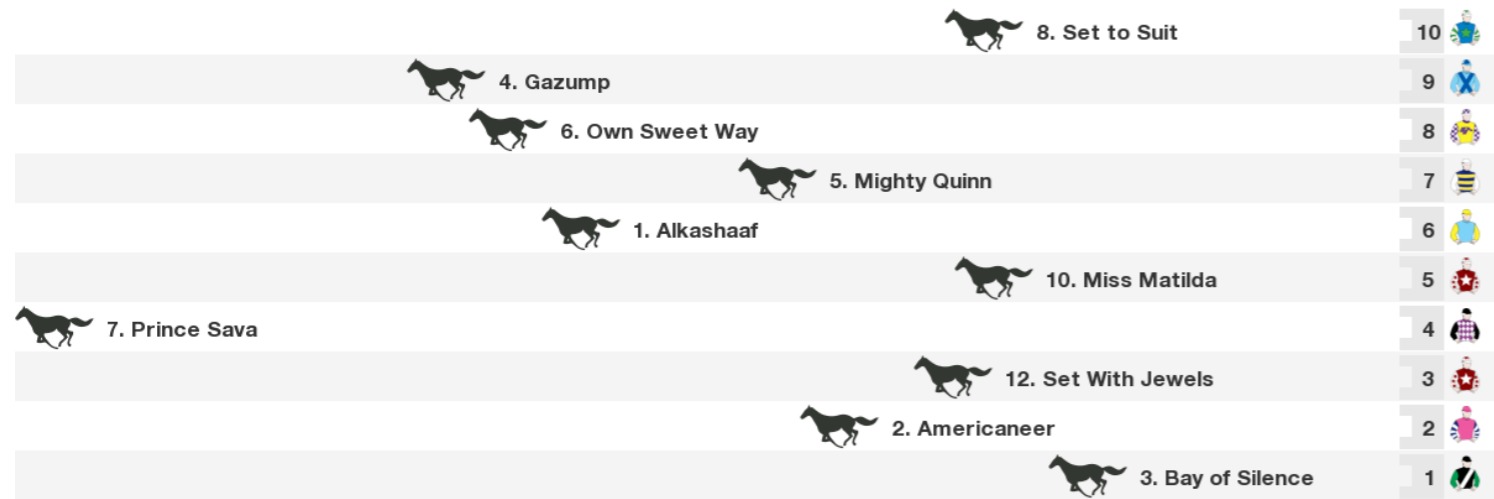 8. Set to Suit 10
4. Gazump 9
6. Own Sweet Way 8
5. Mighty Quinn 7
1. Alkashaaf 6
10. Miss Matilda 5
7. Prince Sava 4
12. Set With Jewels 3
2. Americaneer 2
3. Bay of Silence 1